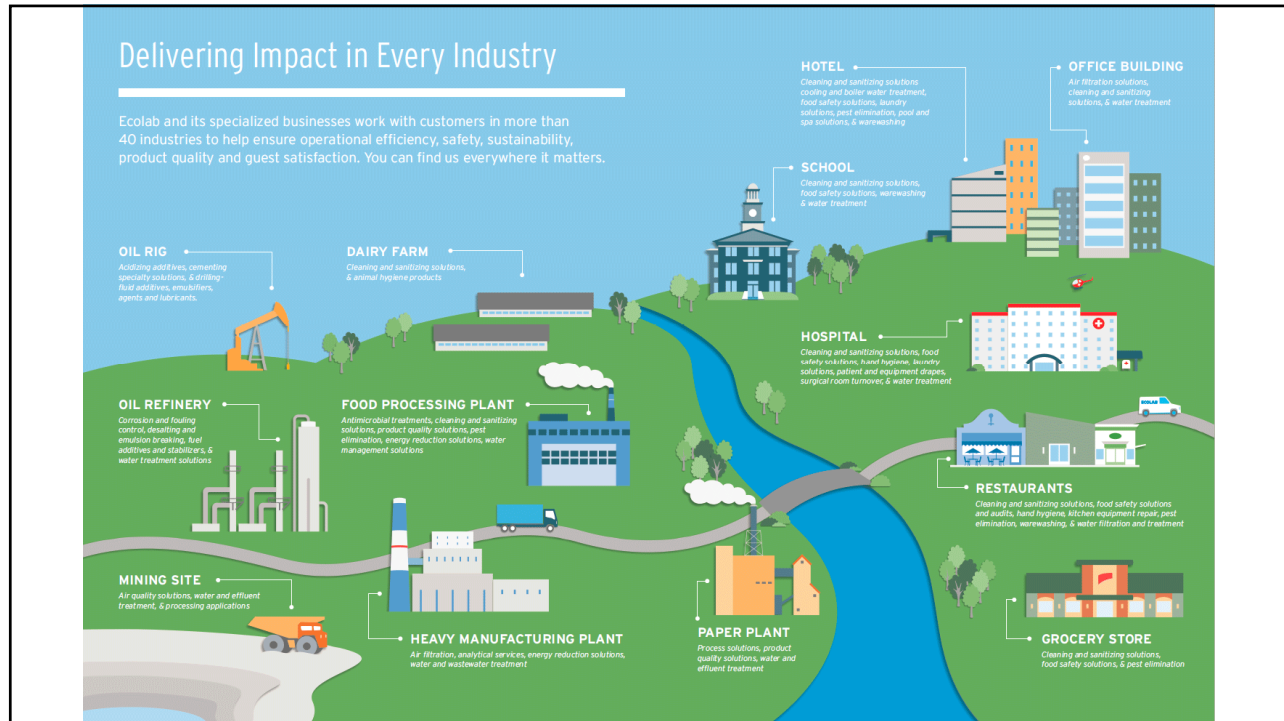 Delivering Impact in Every Industry
Ecolab and its specialized businesses work with customers in more than
40 industries to help ensure operational efficiency, safety, sustainability,
product quality and guest satisfaction. You can find us everywhere it matters.
HOTEL
Cleaning and sanitizing solutions
cooling and boiler water treatment,
food safety solutions, laundry
solutions, pest elimination, pool and
spa solutions, & warewashing
OFFICE BUILDING
Air filtration solutions,
cleaning and sanitizing
solutions, & water treatment
SCHOOL
Cleaning and sanitizing solutions,
food safety solutions, warewashing
& water treatment
OIL RIG
Acidizing additives, cementing
specialty solutions, & drilling-
fluid additives, emulsifiers,
agents and lubricants.
DAIRY FARM
Cleaning and sanitizing solutions,
& animal hygiene products
HOSPITAL
Cleaning and sanitizing solutions, food
safety solutions, hand hygiene, laundry
solutions, patient and equipment drapes,
surgical room turnover, & water treatment
OIL REFINERY
Corrosion and fouling
control, desalting and
emulsion breaking, fuel
additives and stabilizers, &
water treatment solutions
FOOD PROCESSING PLANT
Antimicrobial treatments, cleaning and sanitizing
solutions, product quality solutions, pest
elimination, energy reduction solutions, water
management solutions
ECOLAB
RESTAURANTS
Cleaning and sanitizing solutions, food safety solutions
and audits, hand hygiene, kitchen equipment repair, pest
elimination, warewashing, & water filtration and treatment
MINING SITE
Air quality solutions, water and effluent
treatment, & processing applications
HEAVY MANUFACTURING PLANT
Air filtration, analytical services, energy reduction solutions,
water and wastewater treatment
PAPER PLANT
Process solutions, product
quality solutions, water and
effluent treatment
GROCERY STORE
Cleaning and sanitizing solutions,
food safety solutions, & pest elimination